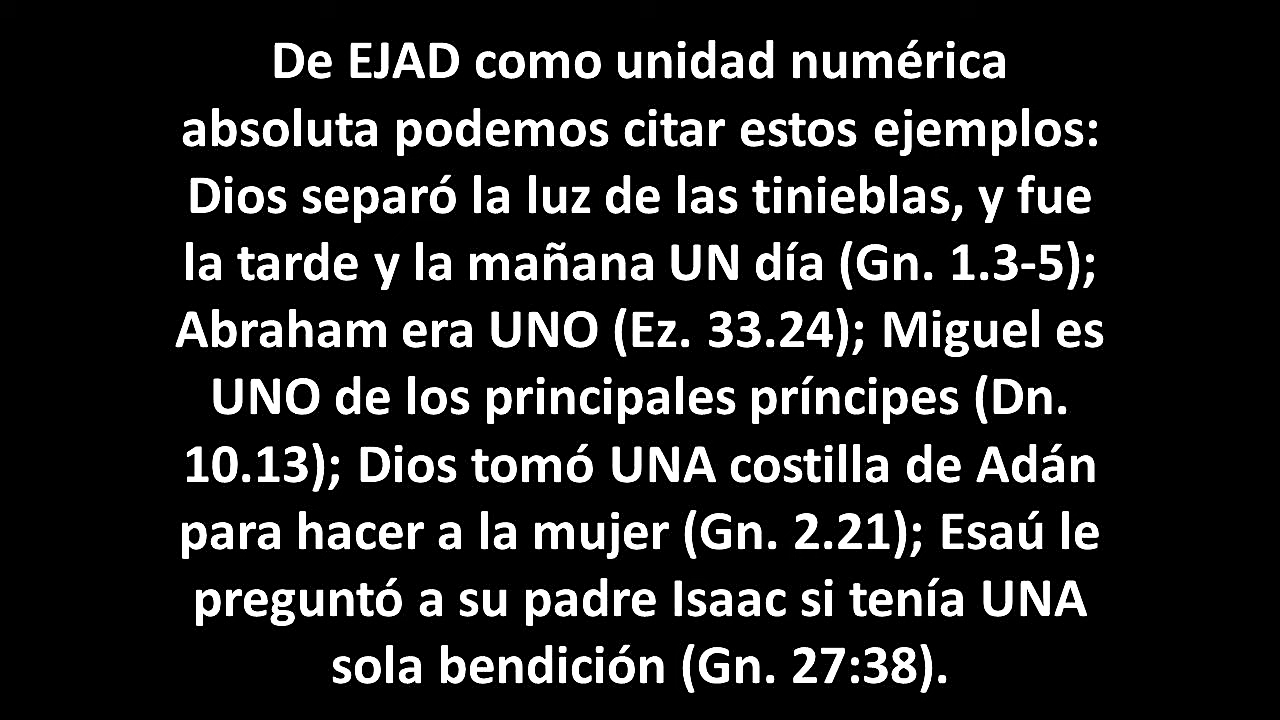 De EJAD como unidad numérica
absoluta podemos citar estos ejemplos:
Dios separó la luz de las tinieblas, y fue
la tarde y la mañana UN día (Gn. 1.3-5);
Abraham era UNO (Ez. 33.24); Miguel es
UNO de los principales príncipes (Dn.
10.13); Dios tomó UNA costilla de Adán
para hacer a la mujer (Gn. 2.21); Esaú le
preguntó a su padre Isaac si tenía UNA
sola bendición (Gn. 27:38).